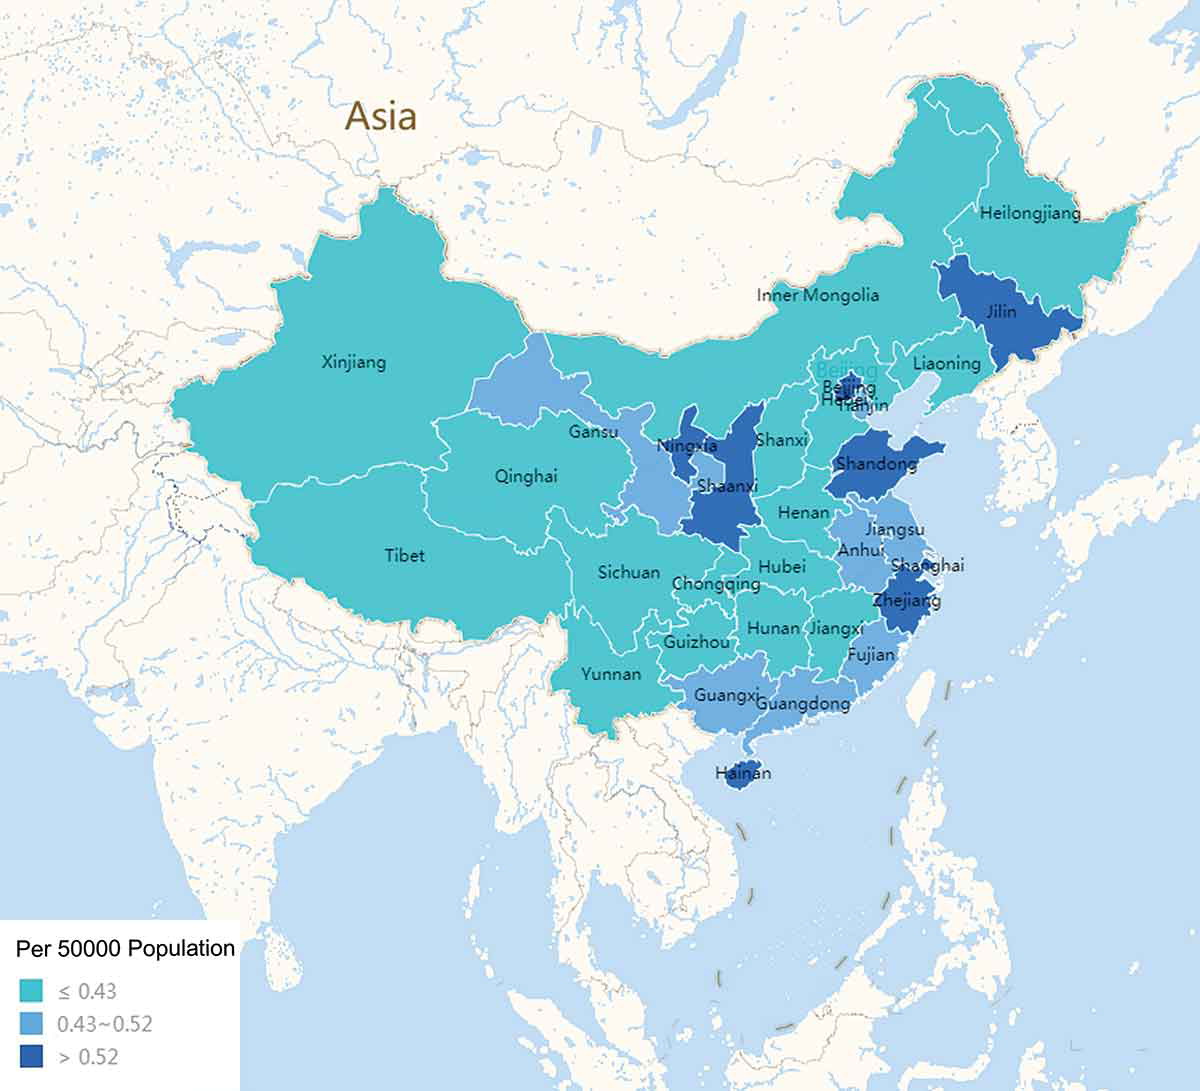 Asia
Heilongjiang
Inner Mongolia
Jilin
Xinjiang
Liaoning
Beijing
Beijing
Hebei
Tianjin
Gansu
Ningxia
Shanxi
Shandong
Qinghai
Shaanxi
Henan
Jiangsu
Tibet
Anhui
Sichuan
Hubei
Shanghai
Chongqing
Zhejiang
Guizhou
Hunan
Jiangxi
Fujian
Yunnan
Guangxi
Guangdong
Hainan
Per 50000 Population
≤ 0.43
0.43~0.52
> 0.52